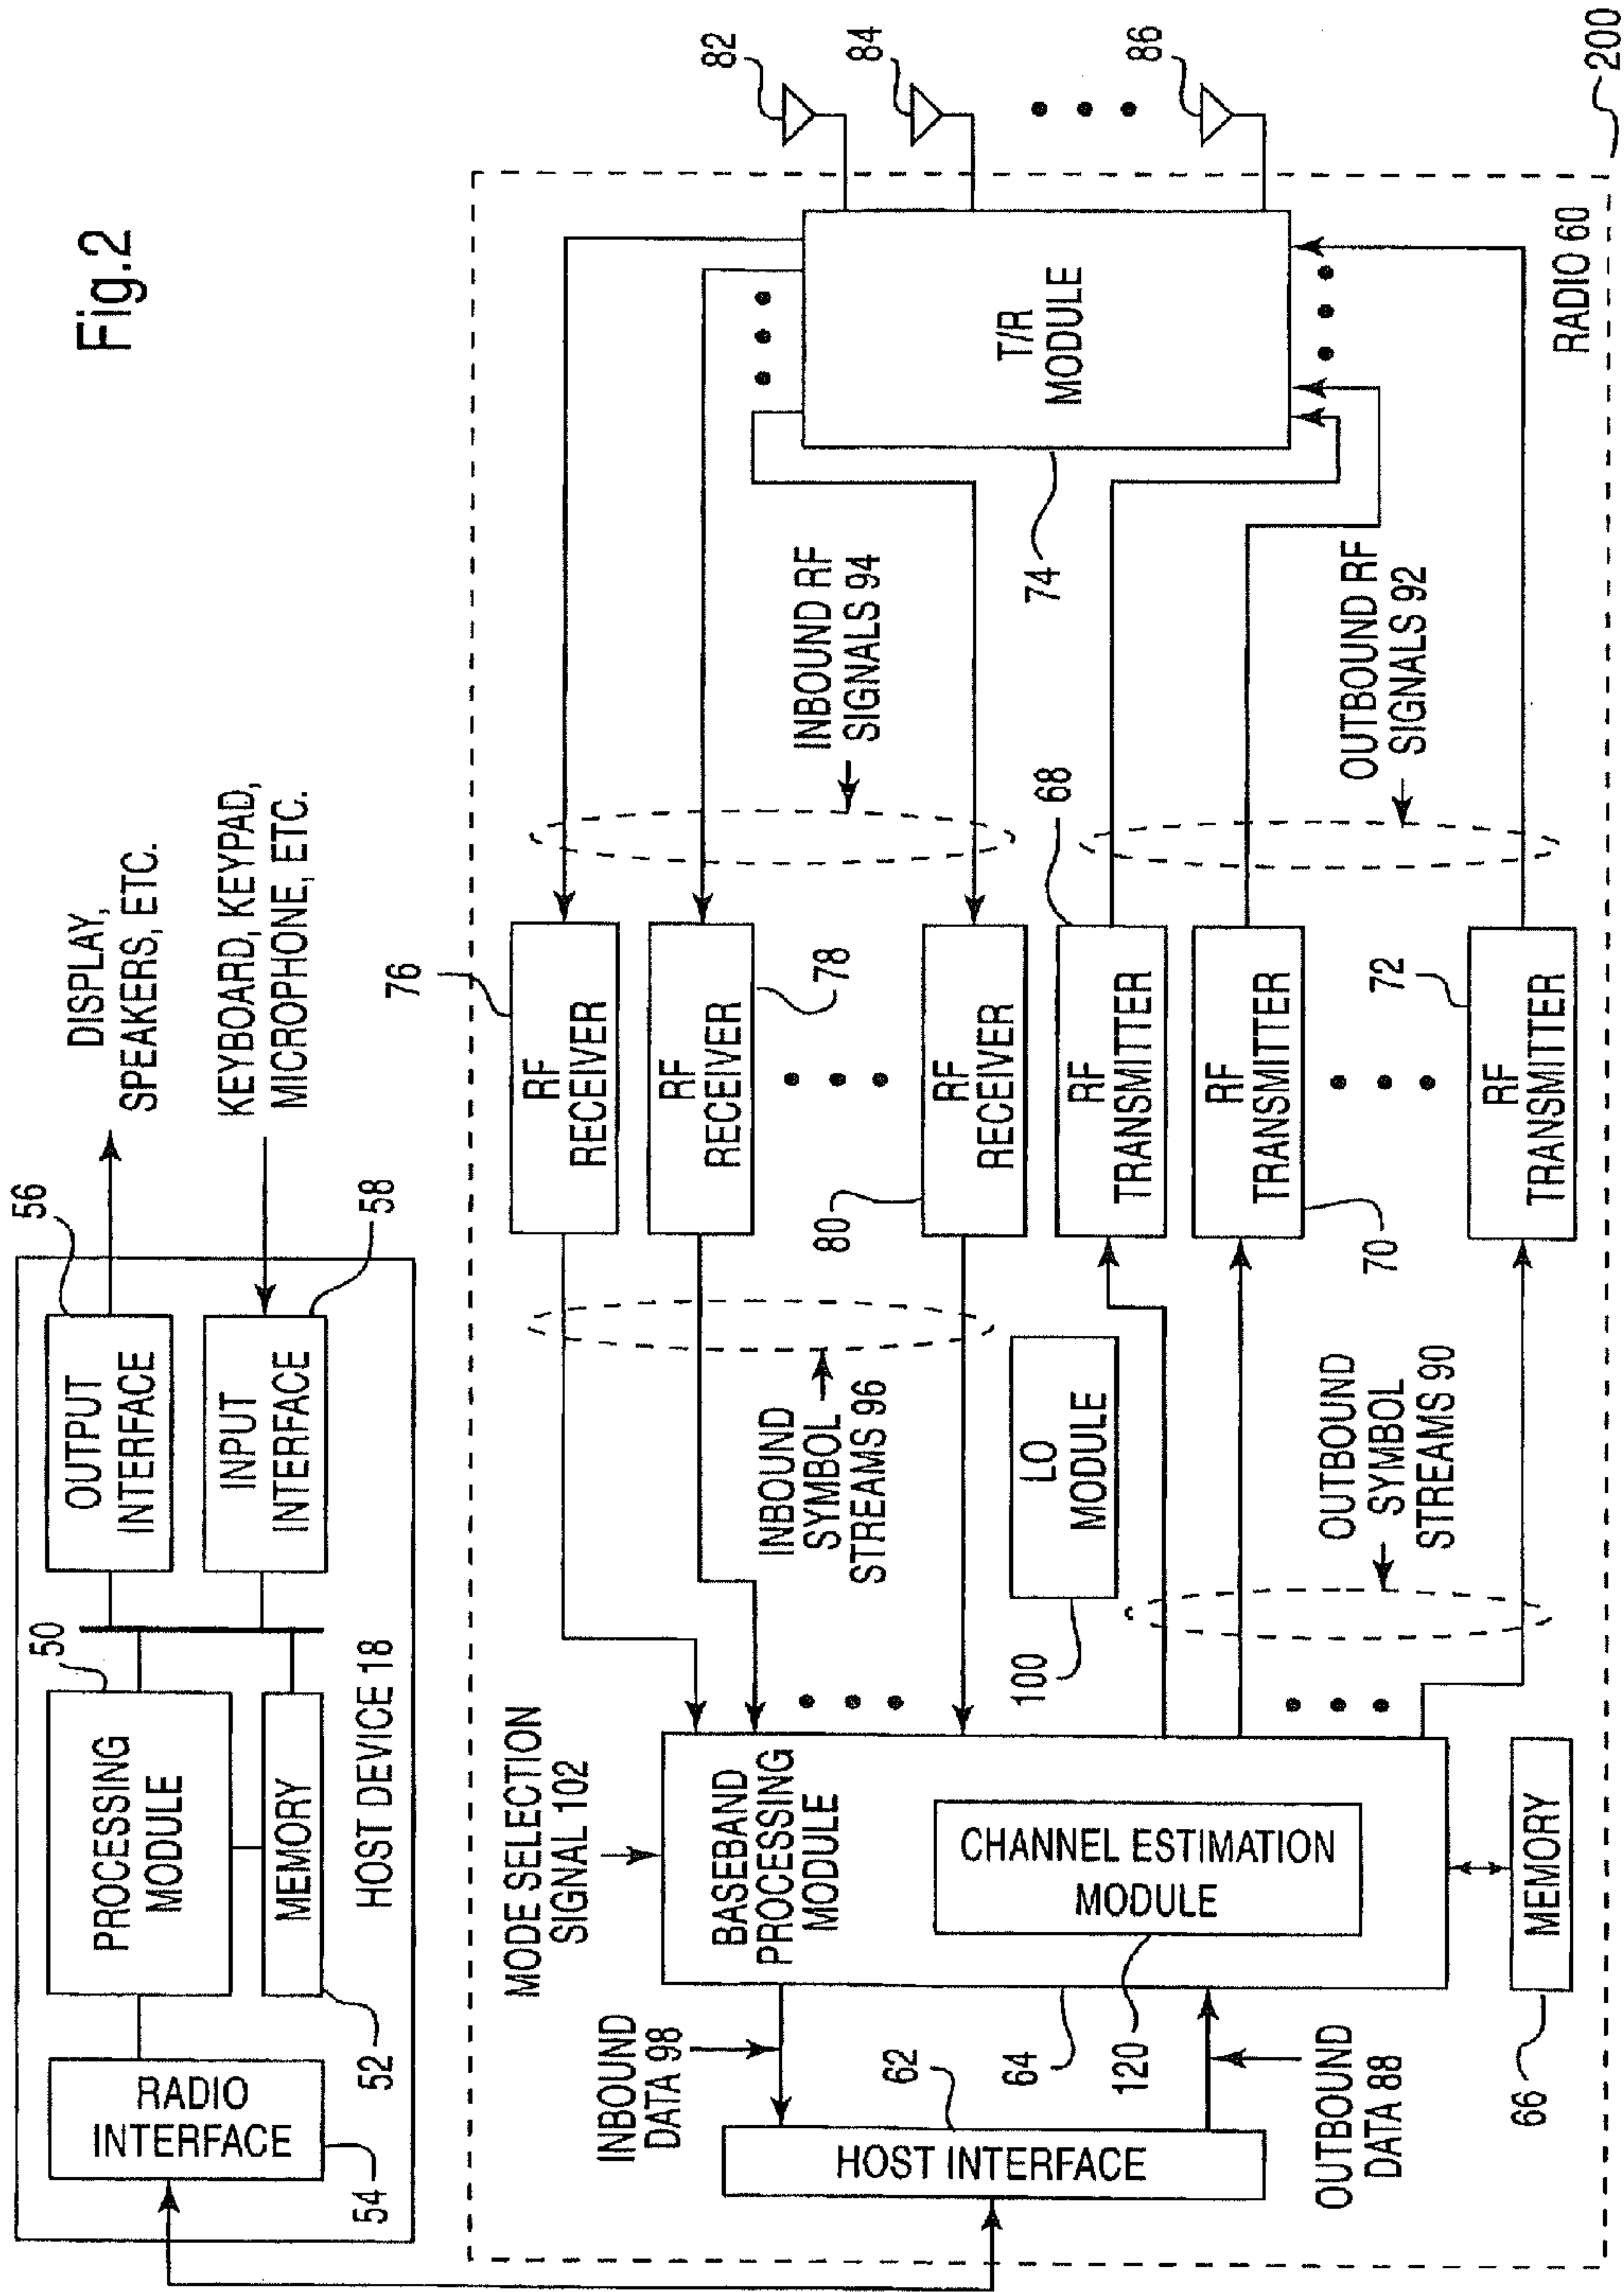 Fig.2
DISPLAY,
SPEAKERS, ETC.
KEYBOARD, KEYPAD,
MICROPHONE, ETC.
56
58
OUTPUT
INTERFACE
INPUT
INTERFACE
50
PROCESSING
MODULE
MEMORY
52
HOST DEVICE 18
RADIO
INTERFACE
54
82
84
86
200
RADIO 60
T/R
MODULE
74
INBOUND RF
SIGNALS 94
OUTBOUND RF
SIGNALS 92
76
RF
RECEIVER
RF
RECEIVER
78
RF
RECEIVER
80
68
RF
TRANSMITTER
RF
TRANSMITTER
70
72
RF
TRANSMITTER
INBOUND
SYMBOL
STREAMS 96
LO
MODULE
100
OUTBOUND
SYMBOL
STREAMS 90
MODE SELECTION
SIGNAL 102
BASEBAND
PROCESSING
MODULE
CHANNEL ESTIMATION
MODULE
MEMORY
66
INBOUND
DATA 98
62
64
120
OUTBOUND
DATA 88
HOST INTERFACE